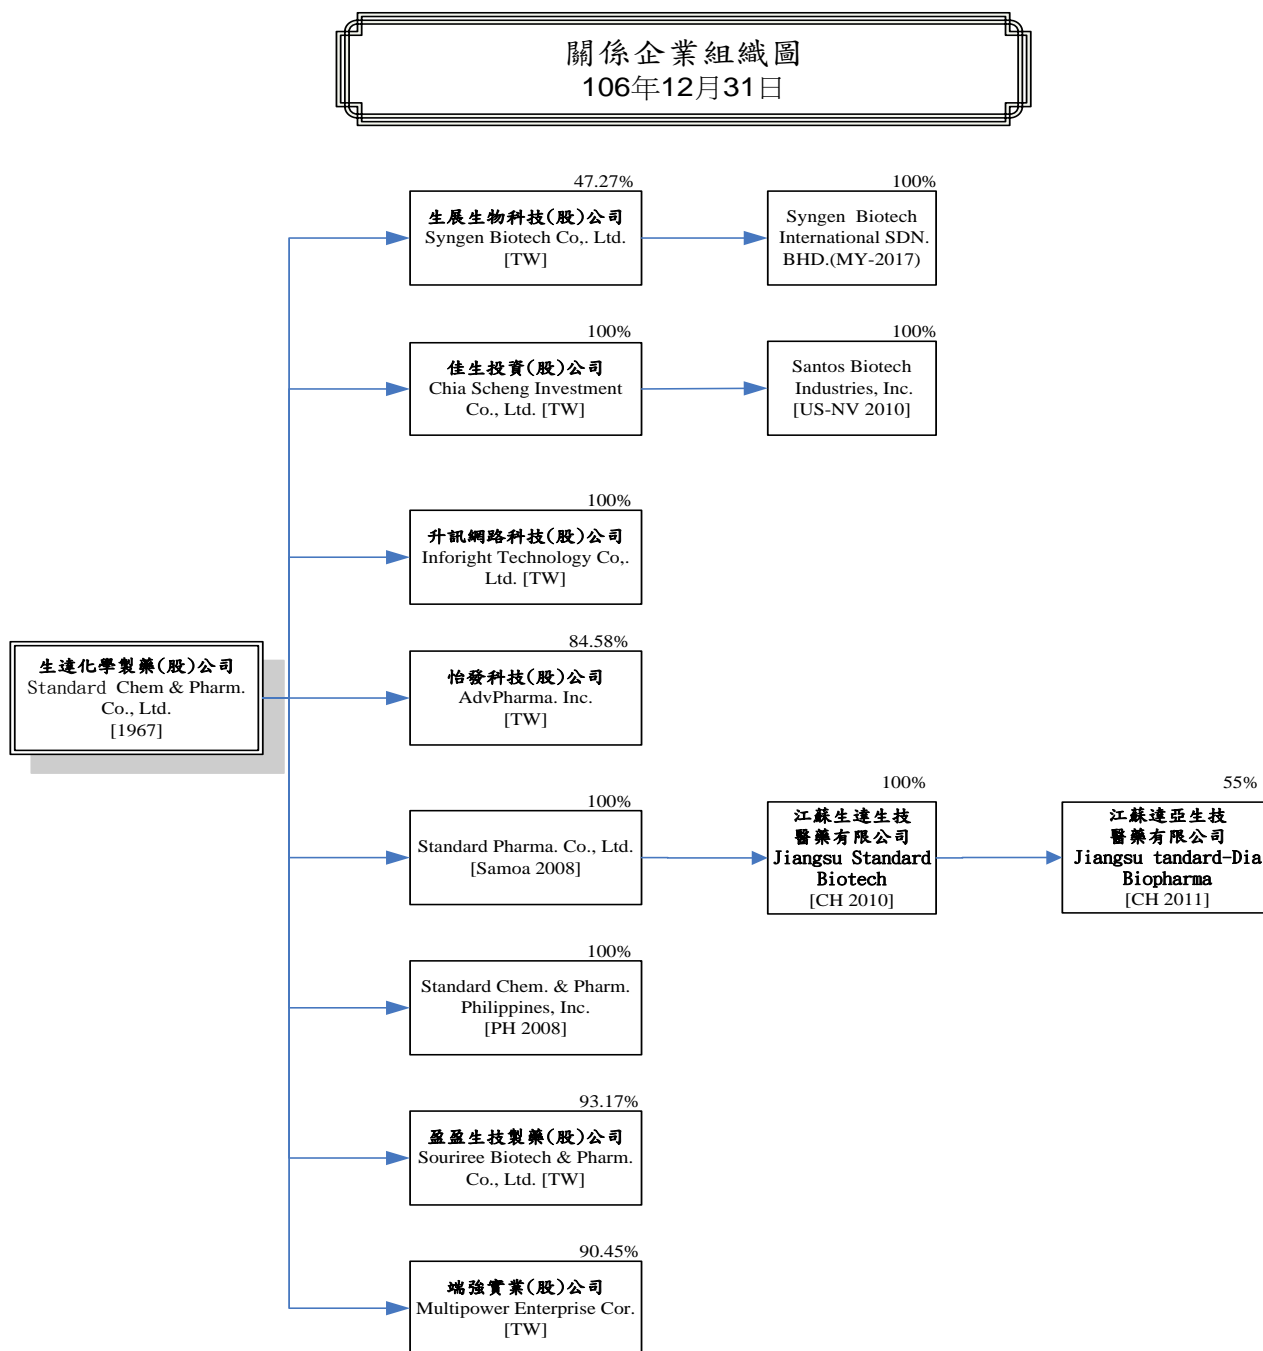 關係企業組織圖
106年12月31日
47.27%
生展生物科技(股)公司
Syngen Biotech Co,. Ltd.
[TW]
100%
Syngen Biotech
International SDN.
BHD.(MY-2017)
100%
佳生投資(股)公司
Chia Scheng Investment
Co., Ltd. [TW]
100%
Santos Biotech
Industries, Inc.
[US-NV 2010]
100%
升訊網路科技(股)公司
Inforight Technology Co,.
Ltd. [TW]
生達化學製藥(股)公司
Standard Chem & Pharm.
Co., Ltd.
[1967]
84.58%
怡發科技(股)公司
AdvPharma. Inc.
[TW]
100%
Standard Pharma. Co., Ltd.
[Samoa 2008]
100%
江蘇生達生技
醫藥有限公司
Jiangsu Standard
Biotech
[CH 2010]
55%
江蘇達亞生技
醫藥有限公司
Jiangsu tandard-Dia
Biopharma
[CH 2011]
100%
Standard Chem. & Pharm.
Philippines, Inc.
[PH 2008]
93.17%
盈盈生技製藥(股)公司
Souriree Biotech & Pharm.
Co., Ltd. [TW]
90.45%
端強實業(股)公司
Multipower Enterprise Cor.
[TW]